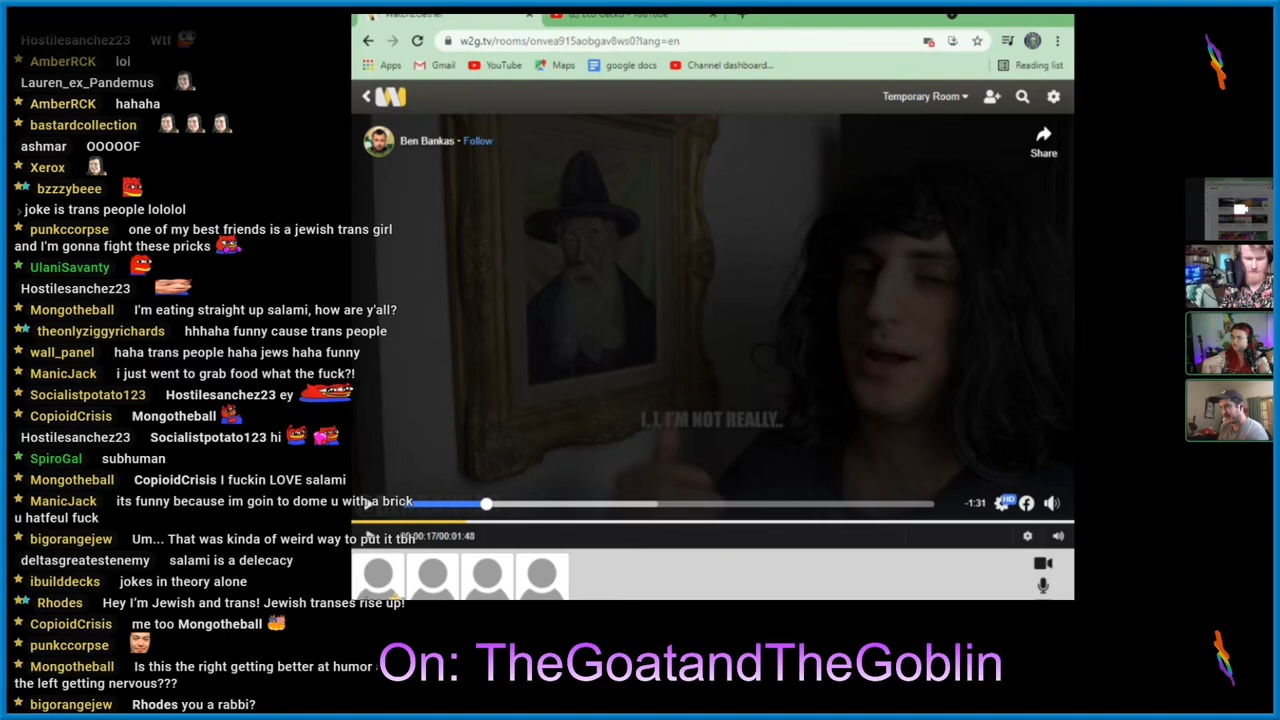 Hostilesanchez23 Wtf
AmberRCK lol
Lauren_ex_Pandemus
AmberRCK hahaha
bastardcollection
ashmar OOOOOF
Xerox
bzzzybeee
joke is trans people lololol
punkccorpse one of my best friends is a jewish trans girl
and I'm gonna fight these pricks
UlaniSavanty
Hostilesanchez23
Mongotheball I'm eating straight up salami, how are y'all?
theonlyziggyrichards hhhaha funny cause trans people
wall_panel haha trans people haha jews haha funny
ManicJack i just went to grab food what the fuck?!
Socialistpotato123 Hostilesanchez23 ey
CopioidCrisis Mongotheball
Hostilesanchez23 Socialistpotato123 hi
SpiroGal subhuman
Mongotheball CopioidCrisis I fuckin LOVE salami
ManicJack its funny because im goin to dome u with a brick
u hatfeul fuck
bigorangejew Um... That was kinda of weird way to put it tbh
deltasgreatestenemy salami is a delecacy
ibuilddecks jokes in theory alone
Rhodes Hey I'm Jewish and trans! Jewish transes rise up!
CopioidCrisis me too Mongotheball
punkccorpse
Mongotheball Is this the right getting better at humor
the left getting nervous???
bigorangejew Rhodes you a rabbi?
w2g.tv/rooms/onvea915aobgav8ws0?lang=en
Apps Gmail YouTube Maps google docs Channel dashboard... Reading list
Temporary Room
Ben Bankas · Follow
Share
I, I, I'M NOT REALLY..
-1:31 HD
00:17/00:01:48
On: TheGoatandTheGoblin